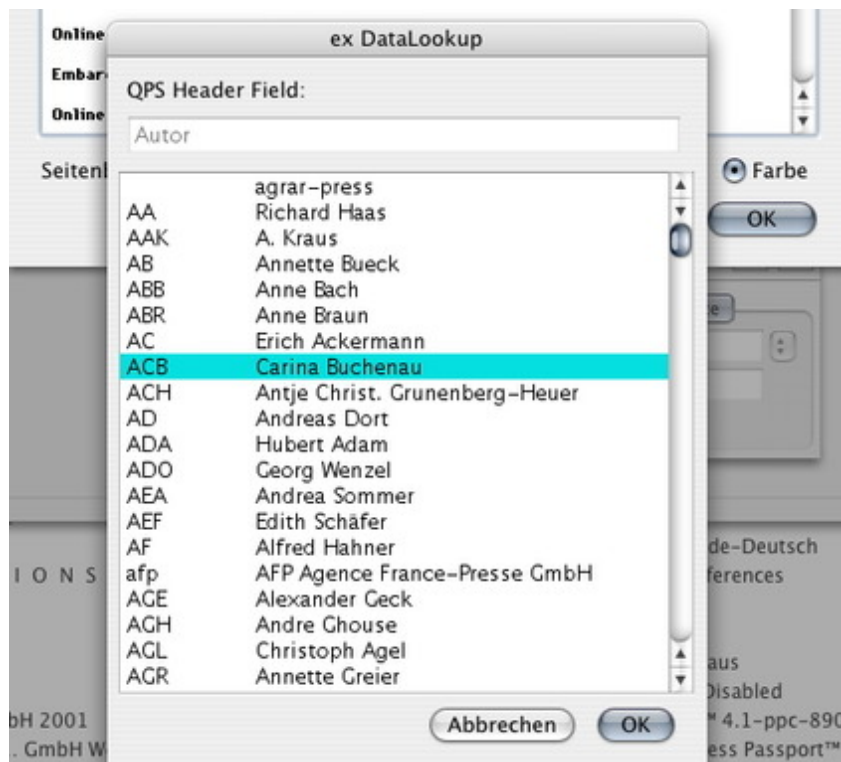 Online
ex DataLookup
Embar
QPS Header Field:
Online
Autor
Seitenb
Farbe
OK
agrar-press
AA Richard Haas
AAK A. Kraus
AB Annette Bueck
ABB Anne Bach
ABR Anne Braun
AC Erich Ackermann
ACB Carina Buchenau
ACH Antje Christ. Grunenberg-Heuer
AD Andreas Dort
ADA Hubert Adam
ADO Georg Wenzel
AEA Andrea Sommer
AEF Edith Schäfer
AF Alfred Hahner
afp AFP Agence France-Presse GmbH
AGE Alexander Geck
AGH Andre Ghouse
AGL Christoph Agel
AGR Annette Greier
de-Deutsch
IONS
ferences
aus
Disabled
bH 2001
™ 4.1-ppc-890
. GmbH W
ess Passport™
Abbrechen
OK